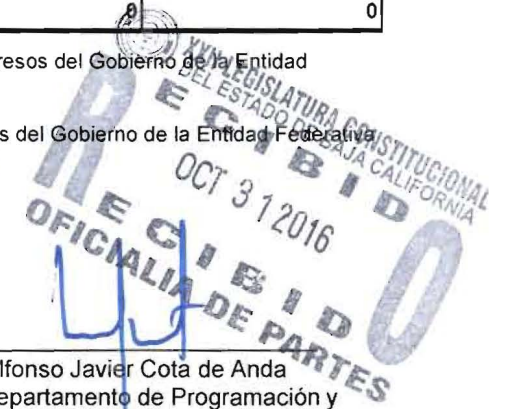 0 0
resos del Gobierno de la Entidad
s del Gobierno de la Entidad Federativa
XXII LEGISLATURA CONSTITUCIONAL
DEL ESTADO DE BAJA CALIFORNIA
RECIBIDO
OCT 31 2016
RECIBIDO
OFICIALIA DE PARTES
lfonso Javier Cota de Anda
epartamento de Programación y